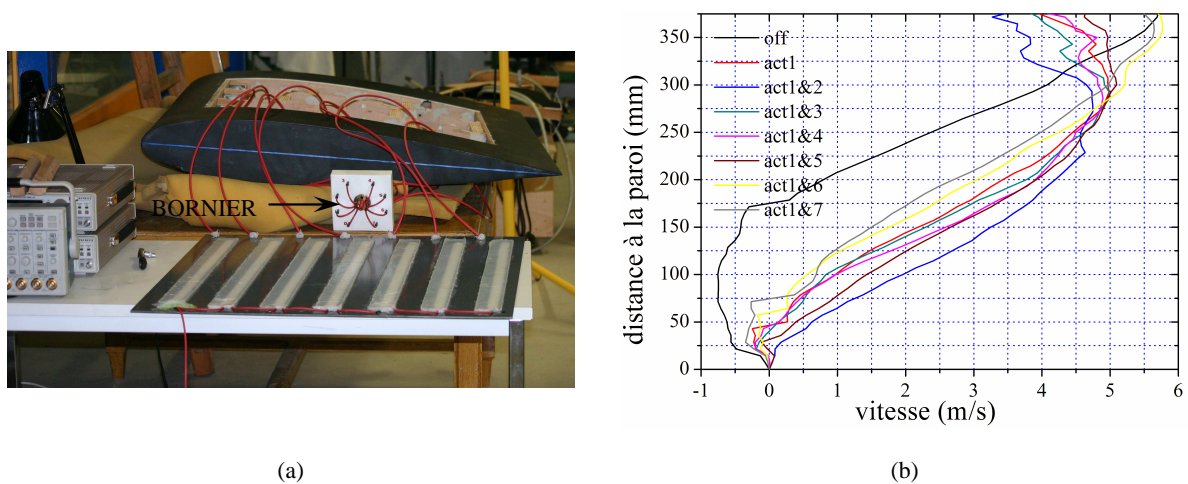 BORNIER
(a)
distance à la paroi (mm)
350
300
250
200
150
100
50
0
off
act1
act1&2
act1&3
act1&4
act1&5
act1&6
act1&7
-1 0 1 2 3 4 5 6
vitesse (m/s)
(b)